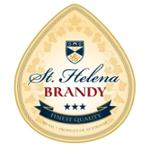 St. Helena
BRANDY
★★★
FINEST QUALITY